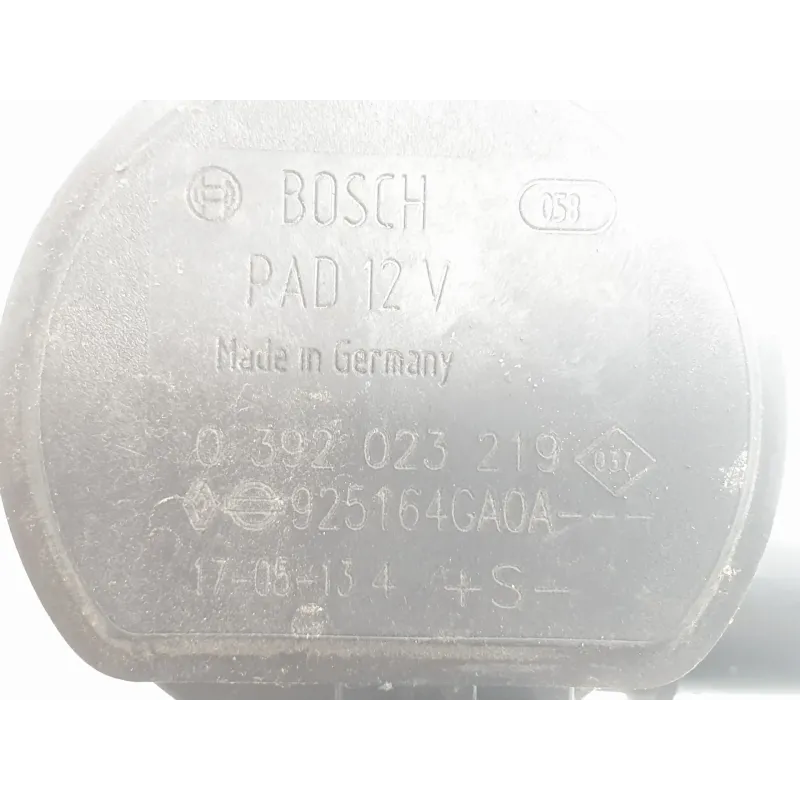 BOSCH 058
PAD 12 V
Made in Germany
0 392 023 219 037
925164GA0A---
17-05-13 4 +S-